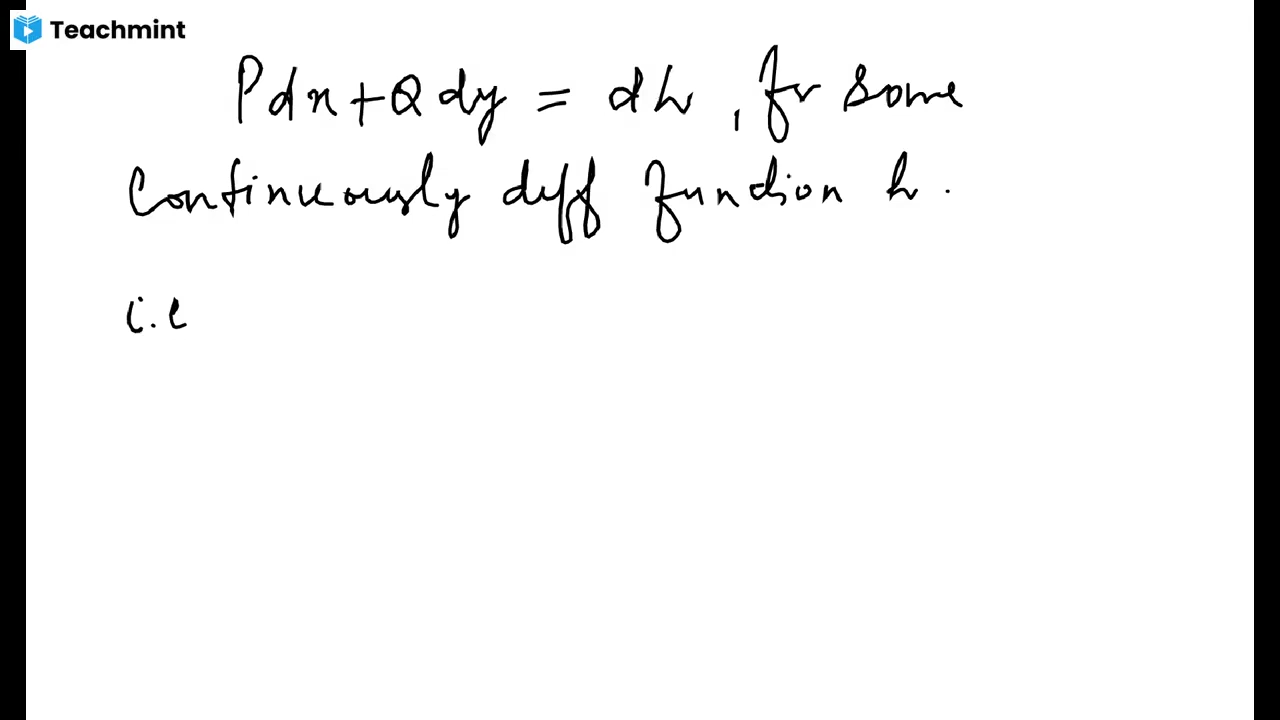 Teachmint
Pdx+Qdy = dh, for some
Continuously diff function h.
i.e